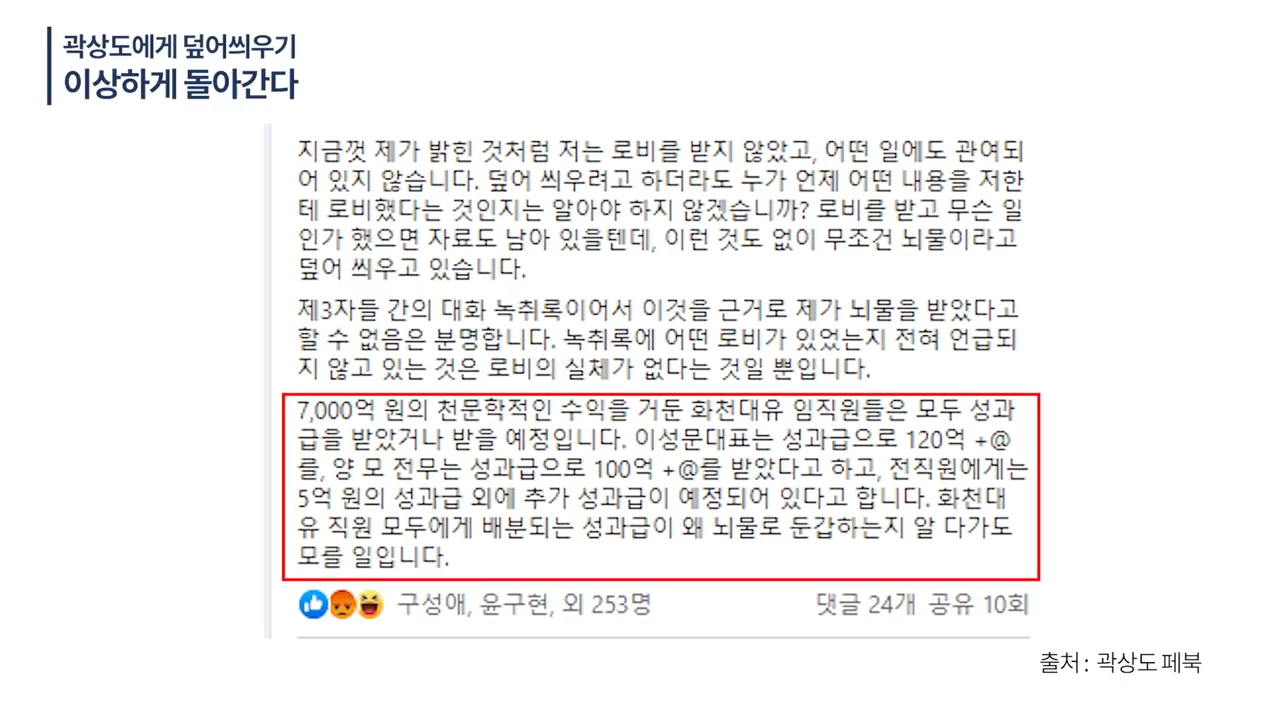 곽상도에게 덮어씌우기
이상하게 돌아간다
지금껏 제가 밝힌 것처럼 저는 로비를 받지 않았고, 어떤 일에도 관여되
어 있지 않습니다. 덮어 씌우려고 하더라도 누가 언제 어떤 내용을 저한
테 로비했다는 것인지는 알아야 하지 않겠습니까? 로비를 받고 무슨 일
인가 했으면 자료도 남아 있을텐데, 이런 것도 없이 무조건 뇌물이라고
덮어 씌우고 있습니다.
제3자들 간의 대화 녹취록이어서 이것을 근거로 제가 뇌물을 받았다고
할 수 없음은 분명합니다. 녹취록에 어떤 로비가 있었는지 전혀 언급되
지 않고 있는 것은 로비의 실체가 없다는 것일 뿐입니다.
7,000억 원의 천문학적인 수익을 거둔 화천대유 임직원들은 모두 성과
급을 받았거나 받을 예정입니다. 이성문대표는 성과급으로 120억 +@
를, 양 모 전무는 성과급으로 100억 +@를 받았다고 하고, 전직원에게는
5억 원의 성과급 외에 추가 성과급이 예정되어 있다고 합니다. 화천대
유 직원 모두에게 배분되는 성과급이 왜 뇌물로 둔갑하는지 알 다가도
모를 일입니다.
구성애, 윤구현, 외 253명 댓글 24개 공유 10회
출처 : 곽상도 페북